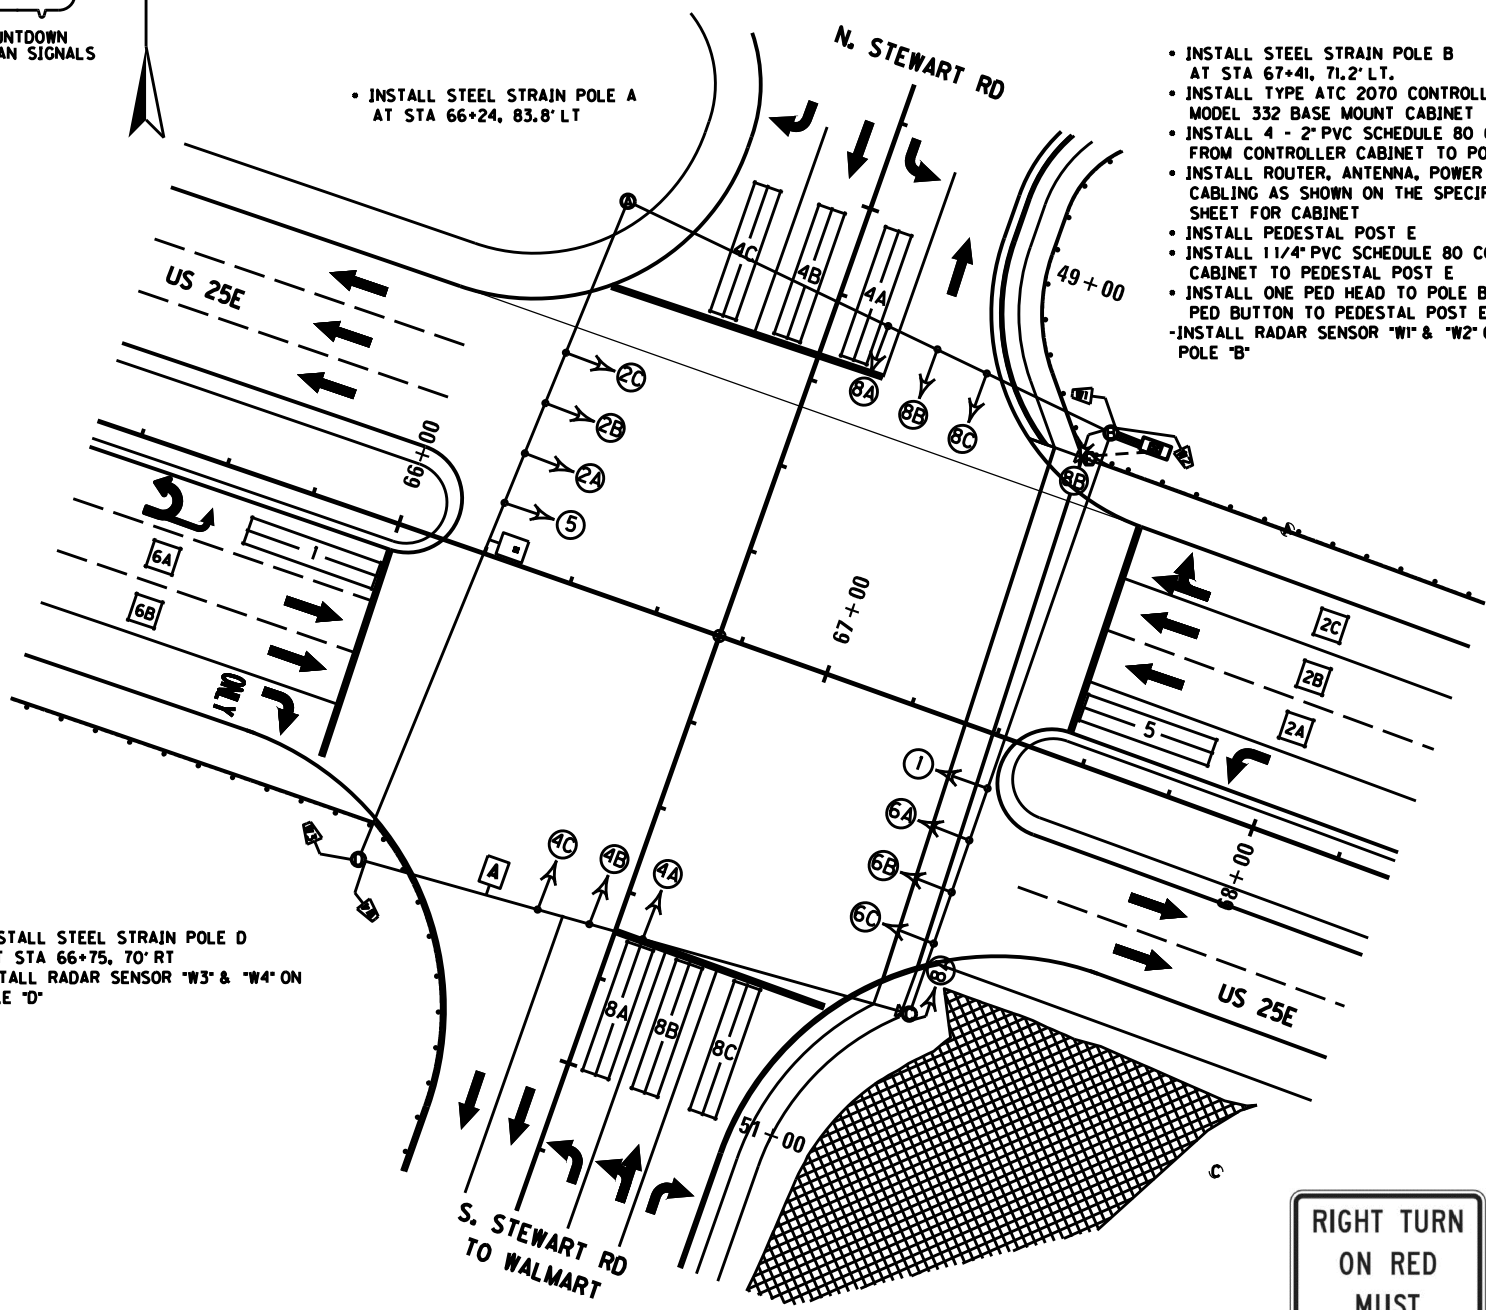 AN SIGNALS
• INSTALL STEEL STRAIN POLE A
AT STA 66+24, 83.8' LT
N. STEWART RD
• INSTALL STEEL STRAIN POLE B
AT STA 67+41, 71.2' LT.
• INSTALL TYPE ATC 2070
MODEL 332 BASE MOUNT CABINET
• INSTALL 4 - 2" PVC SCHEDULE 80
FROM CONTROLLER CABINET TO
• INSTALL ROUTER, ANTENNA, POWER
CABLING AS SHOWN ON THE
SHEET FOR CABINET
• INSTALL PEDESTAL POST E
• INSTALL 1 1/4" PVC SCHEDULE 80
CABINET TO PEDESTAL POST E
• INSTALL ONE PED HEAD TO POLE B
PED BUTTON TO PEDESTAL POST E
-INSTALL RADAR SENSOR "W1" & "W2"
POLE "B"
A
4C
4B
4A
49+00
US 25E
2C
2B
2A
5
8A
8B
8C
W1
B
W2
8B
69+00
1
6A
6B
67+00
2C
2B
2A
5
ONLY
1
6A
6B
6C
68+00
W3
D
W4
A
4C
4B
4A
STEEL STRAIN POLE D
STA 66+75, 70' RT
RADAR SENSOR "W3" & "W4" ON
"D"
8A
8B
8C
C
US 25E
51+00
C
S. STEWART RD
TO WALMART
RIGHT TURN
ON RED
MUST